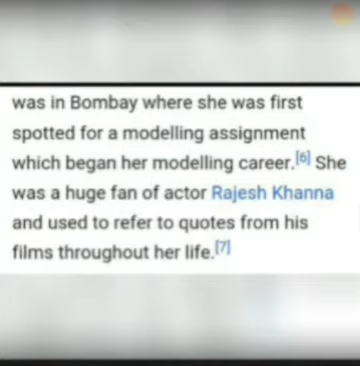 was in Bombay where she was first
spotted for a modelling assignment
which began her modelling career.[6] She
was a huge fan of actor Rajesh Khanna
and used to refer to quotes from his
films throughout her life.[7]